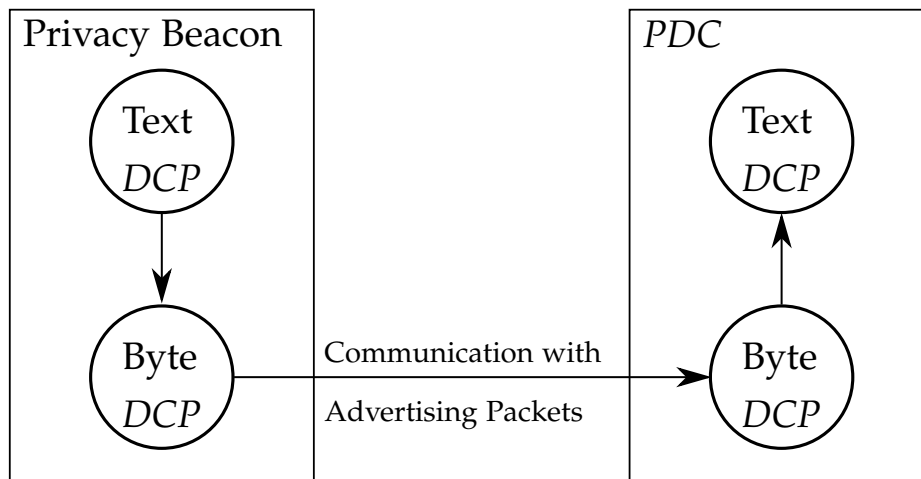 Privacy Beacon
Text
DCP
Byte
DCP
Communication with
Advertising Packets
PDC
Text
DCP
Byte
DCP